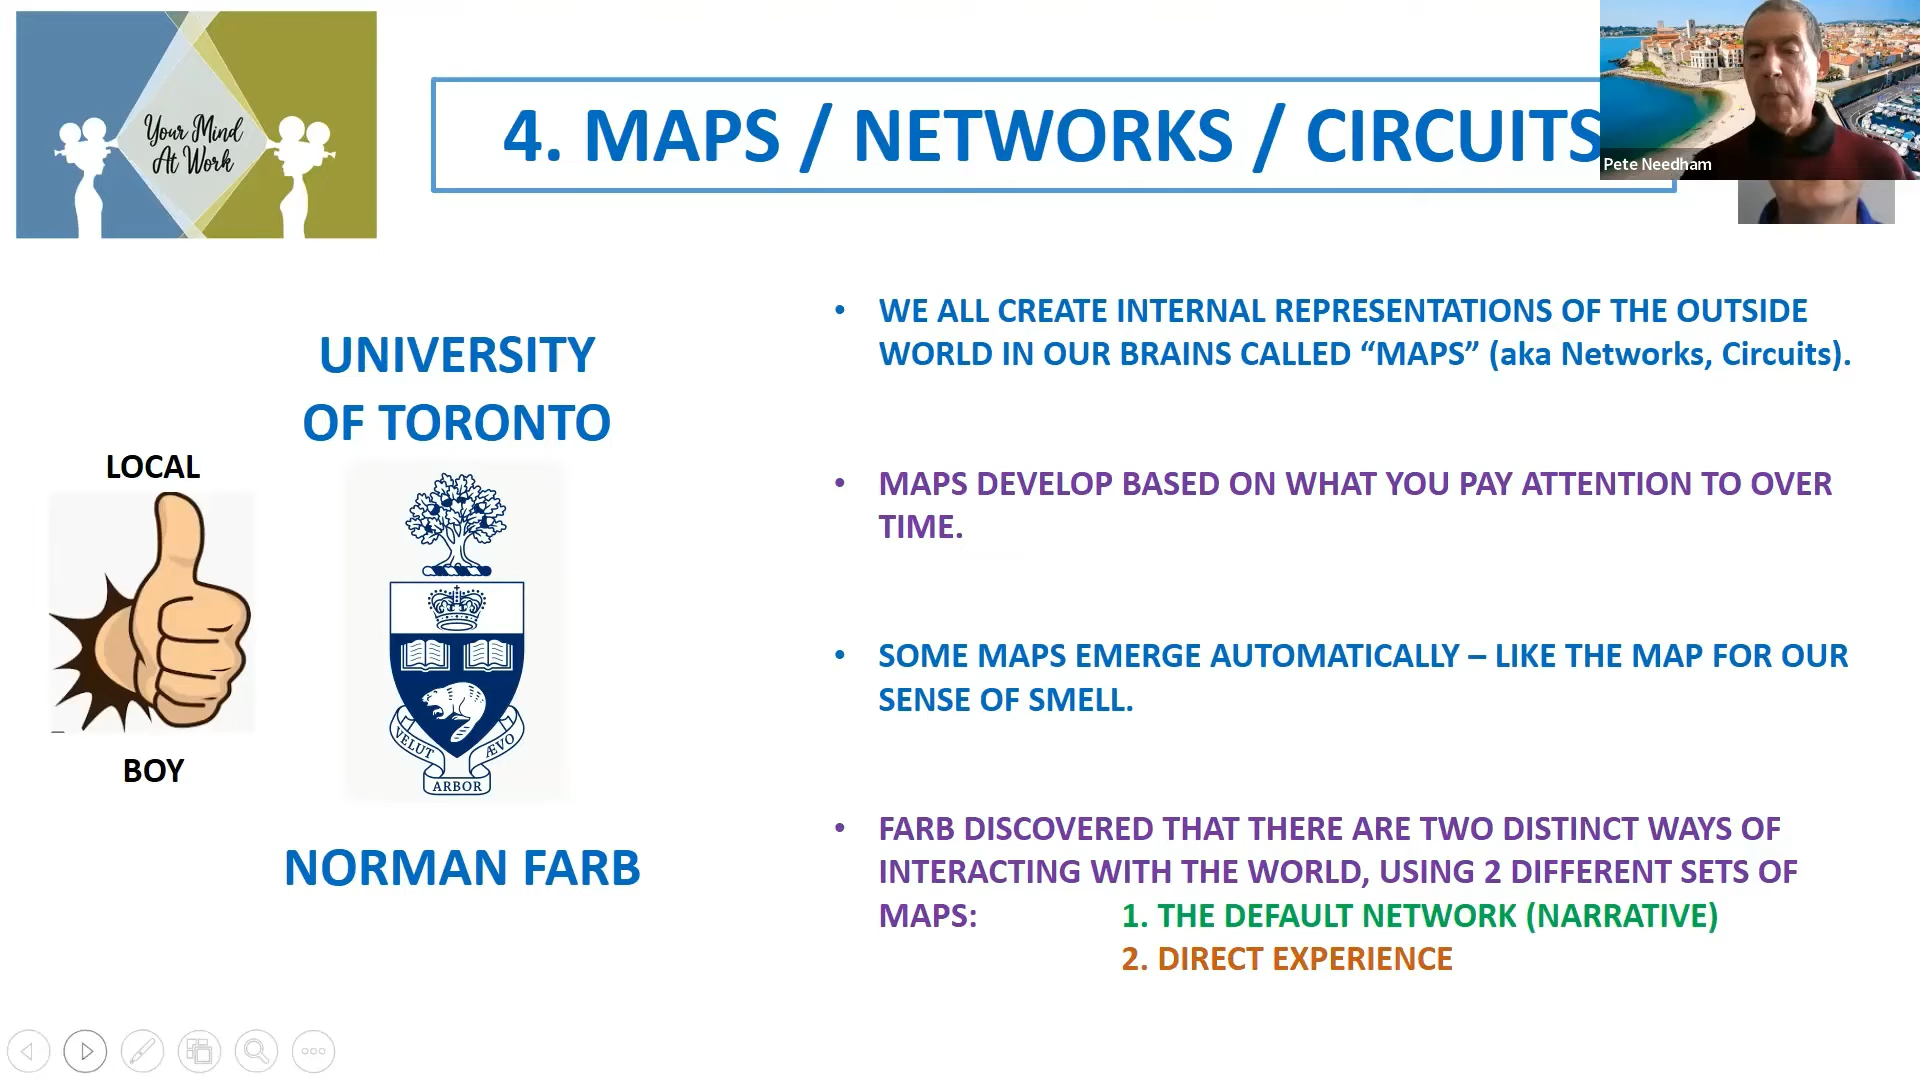 Your Mind
At Work
4. MAPS / NETWORKS / CIRCUITS
Pete Needham
UNIVERSITY
OF TORONTO
LOCAL
BOY
VELUT
ARBOR
ÆVO
NORMAN FARB
• WE ALL CREATE INTERNAL REPRESENTATIONS OF THE OUTSIDE
WORLD IN OUR BRAINS CALLED “MAPS” (aka Networks, Circuits).
• MAPS DEVELOP BASED ON WHAT YOU PAY ATTENTION TO OVER
TIME.
• SOME MAPS EMERGE AUTOMATICALLY – LIKE THE MAP FOR OUR
SENSE OF SMELL.
• FARB DISCOVERED THAT THERE ARE TWO DISTINCT WAYS OF
INTERACTING WITH THE WORLD, USING 2 DIFFERENT SETS OF
MAPS: 1. THE DEFAULT NETWORK (NARRATIVE)
2. DIRECT EXPERIENCE